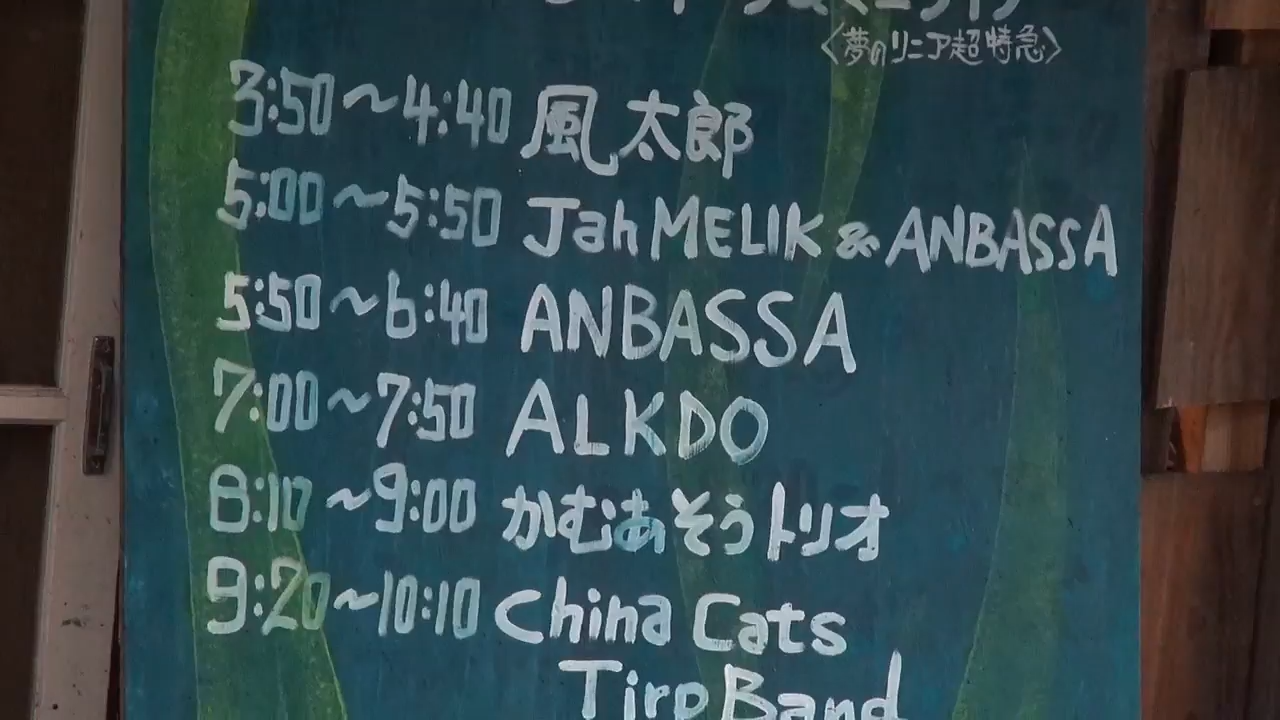 〈夢のリニア超特急〉
3:50〜4:40 風太郎
5:00〜5:50 Jah MELIK & ANBASSA
5:50〜6:40 ANBASSA
7:00〜7:50 ALKDO
8:10〜9:00 かむあそうトリオ
9:20〜10:10 China Cats
Tirp Band